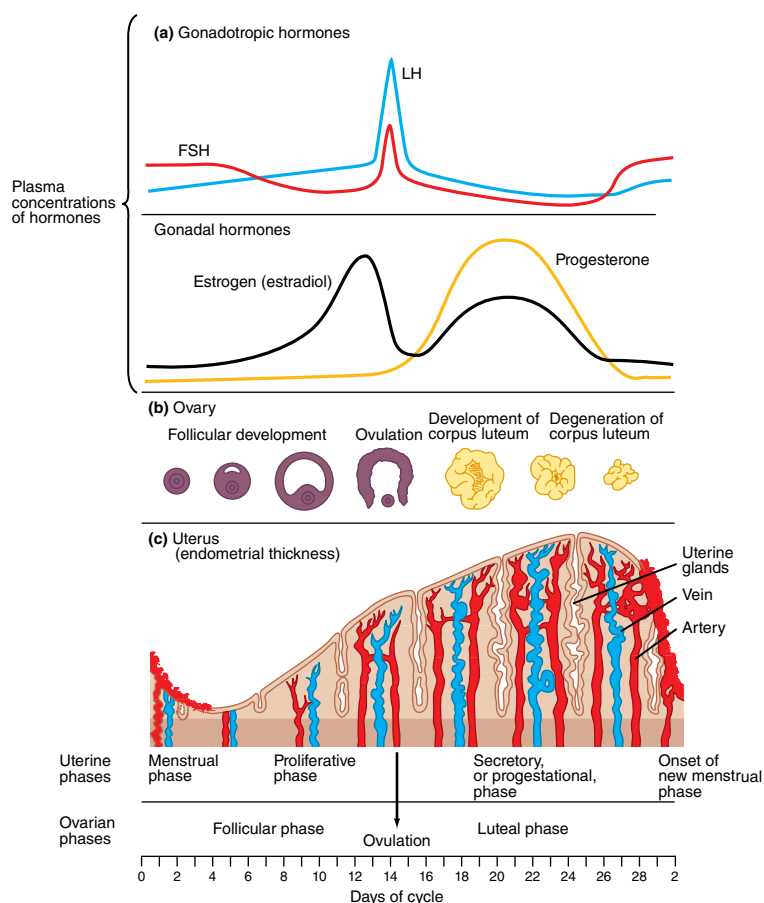 (a) Gonadotropic hormones
LH
FSH
Plasma
concentrations
of hormones
Gonadal hormones
Progesterone
Estrogen (estradiol)
(b) Ovary
Follicular development
Ovulation
Development of
corpus luteum
Degeneration of
corpus luteum
(c) Uterus
(endometrial thickness)
Uterine
glands
Vein
Artery
Uterine
phases
Menstrual
phase
Proliferative
phase
Secretory,
or progestational,
phase
Onset of
new menstrual
phase
Ovarian
phases
Follicular phase
Ovulation
Luteal phase
0 2 4 6 8 10 12 14 16 18 20 22 24 26 28 2
Days of cycle